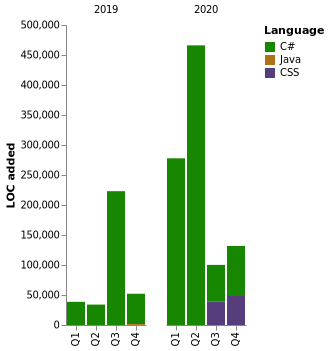 2019 2020
Language
C#
Java
CSS
LOC added
500,000
450,000
400,000
350,000
300,000
250,000
200,000
150,000
100,000
50,000
0
Q1 Q2 Q3 Q4 Q1 Q2 Q3 Q4